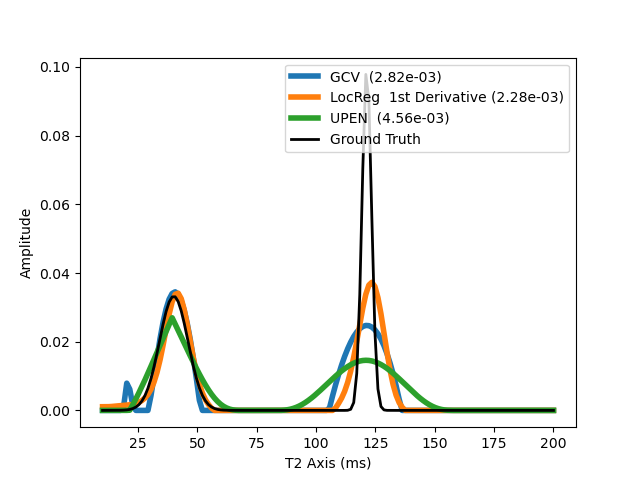 GCV (2.82e-03)
LocReg 1st Derivative (2.28e-03)
UPEN (4.56e-03)
Ground Truth
0.10
0.08
0.06
0.04
0.02
0.00
Amplitude
25 50 75 100 125 150 175 200
T2 Axis (ms)